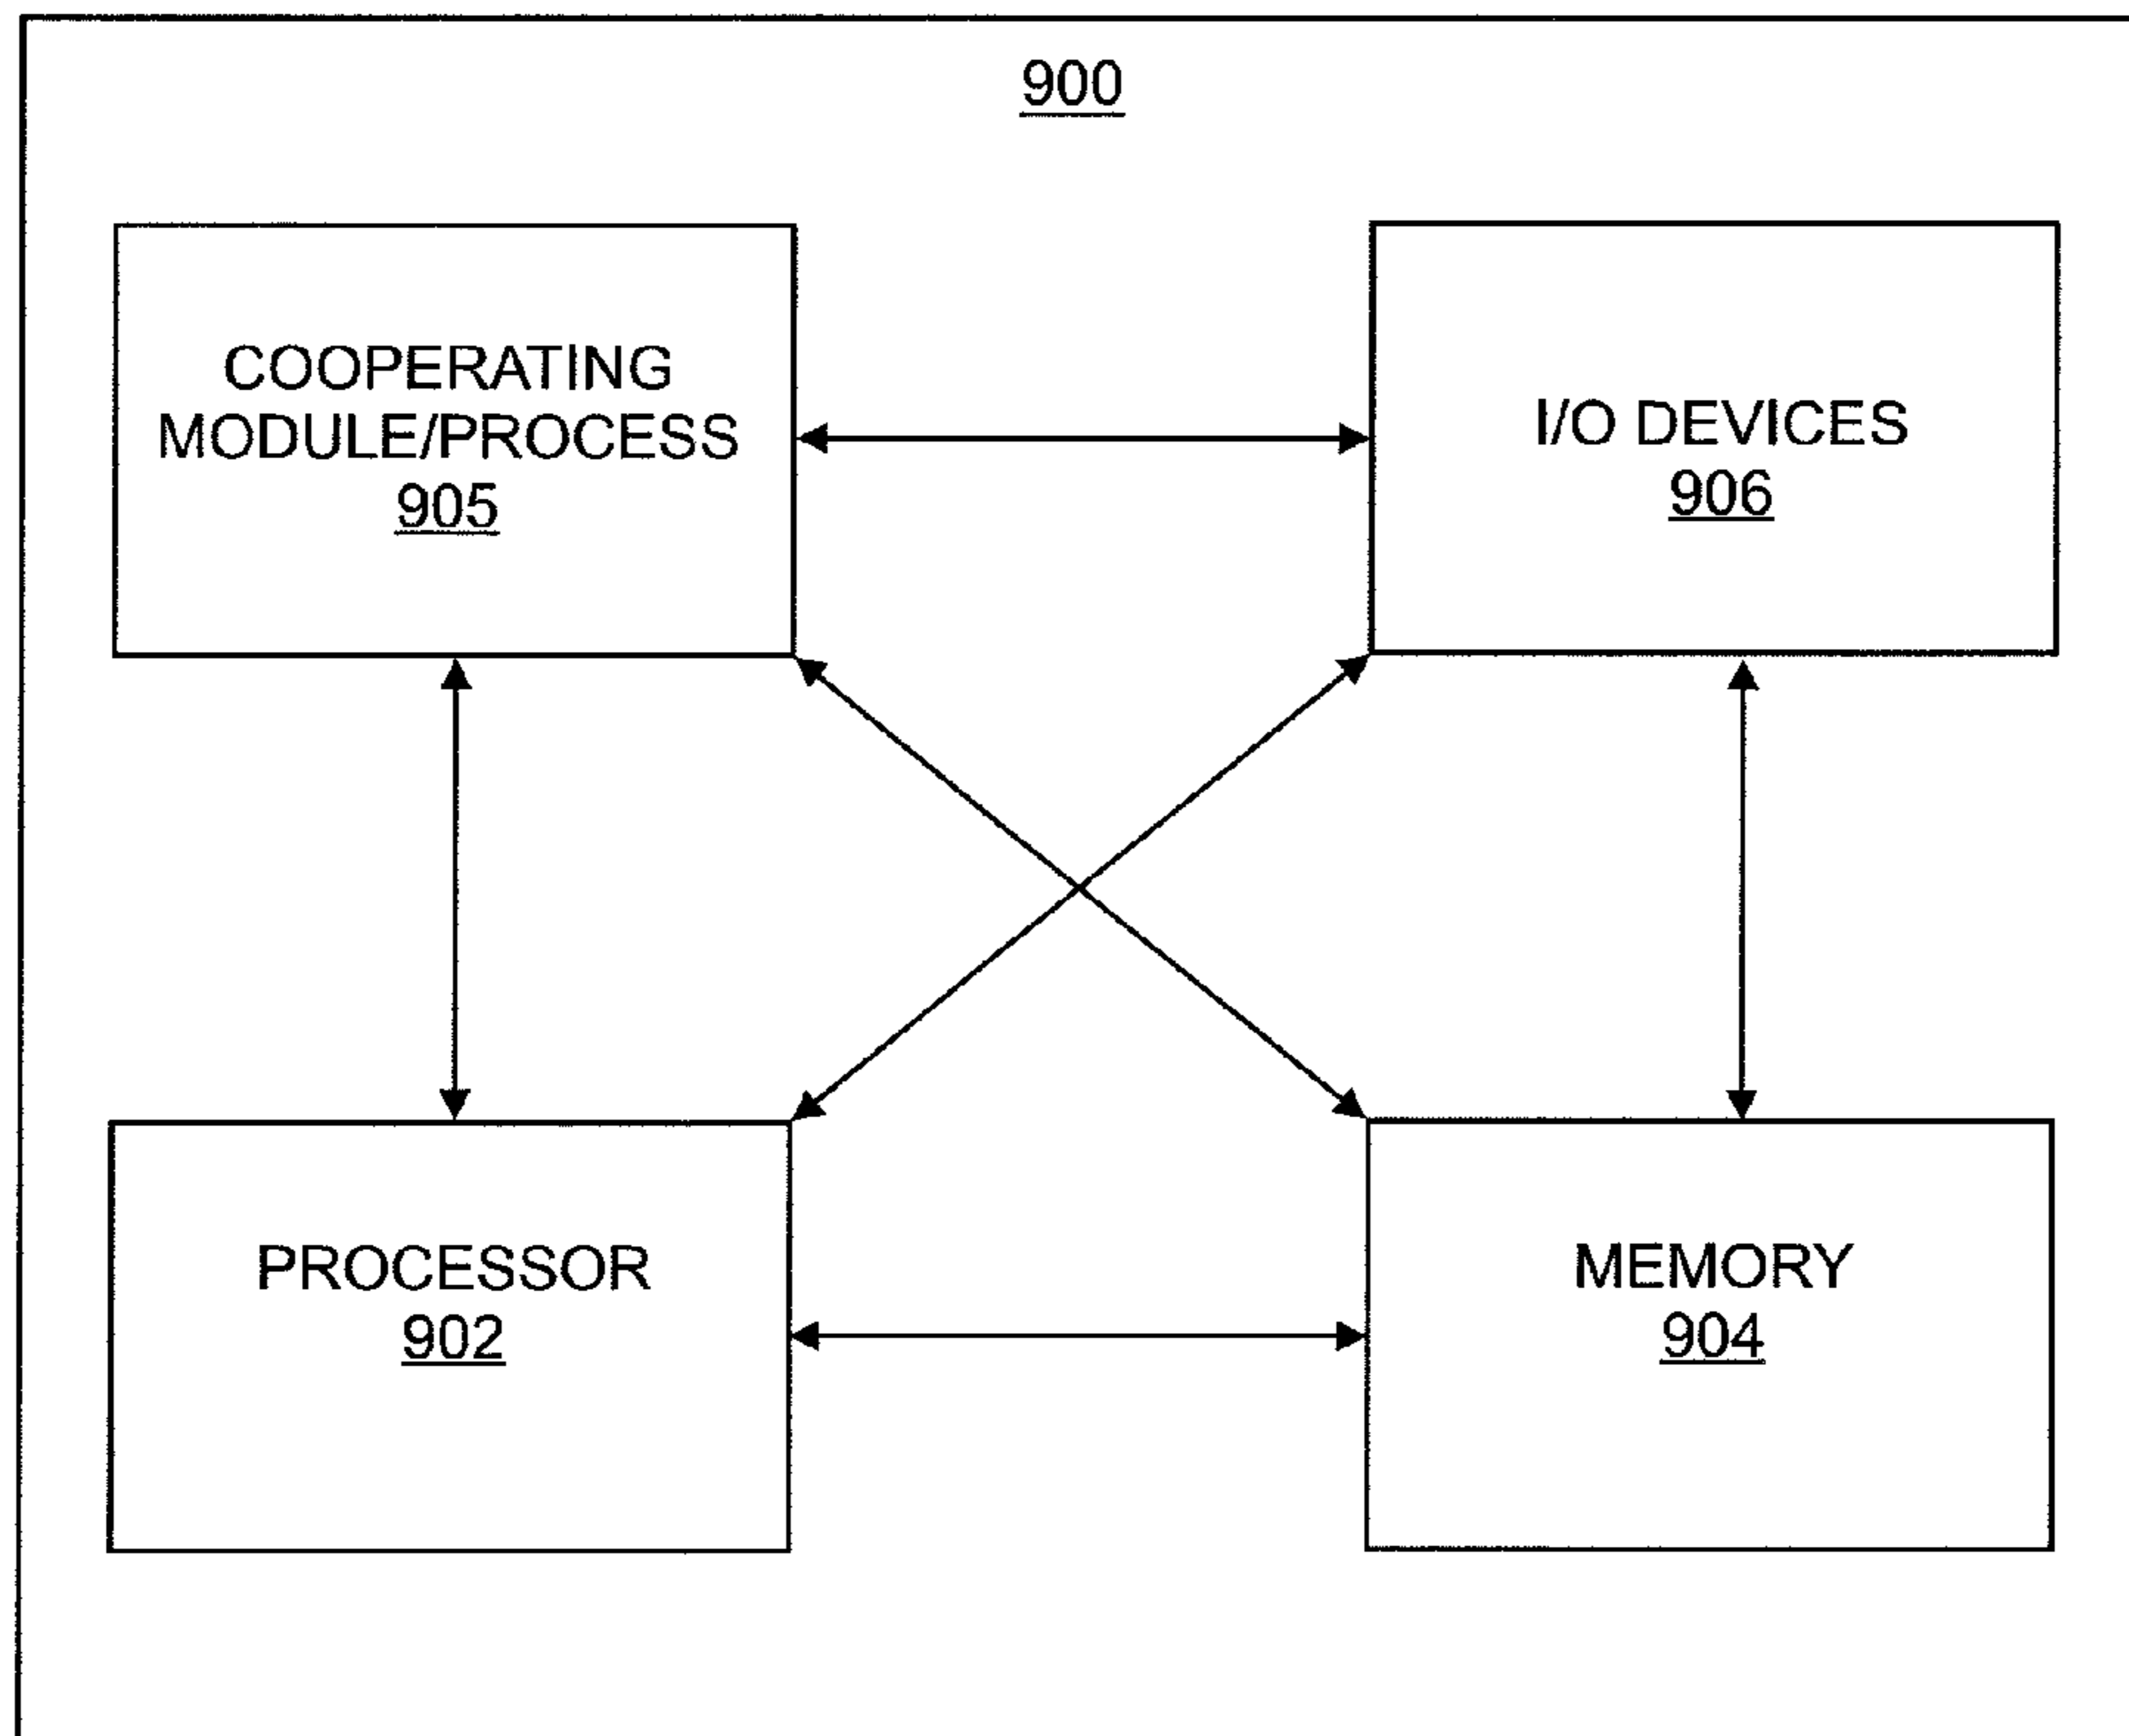 900
COOPERATING
MODULE/PROCESS
905
I/O DEVICES
906
PROCESSOR
902
MEMORY
904